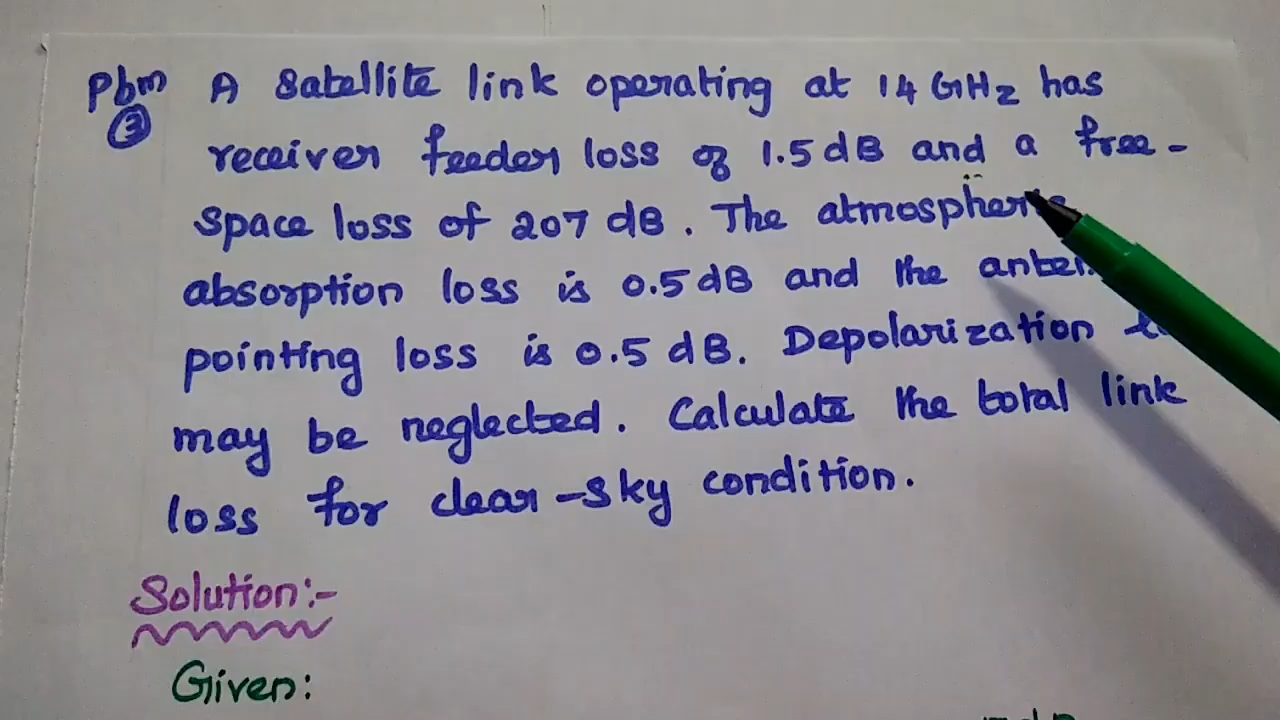 Pbm A Satellite link operating at 14 GHz has
③ receiver feeder loss of 1.5 dB and a free-
space loss of 207 dB. The
absorption loss is 0.5 dB and the
pointing loss is 0.5 dB. Depolarization
may be neglected. Calculate the total link
loss for clear-sky condition.
Solution:-
Given: